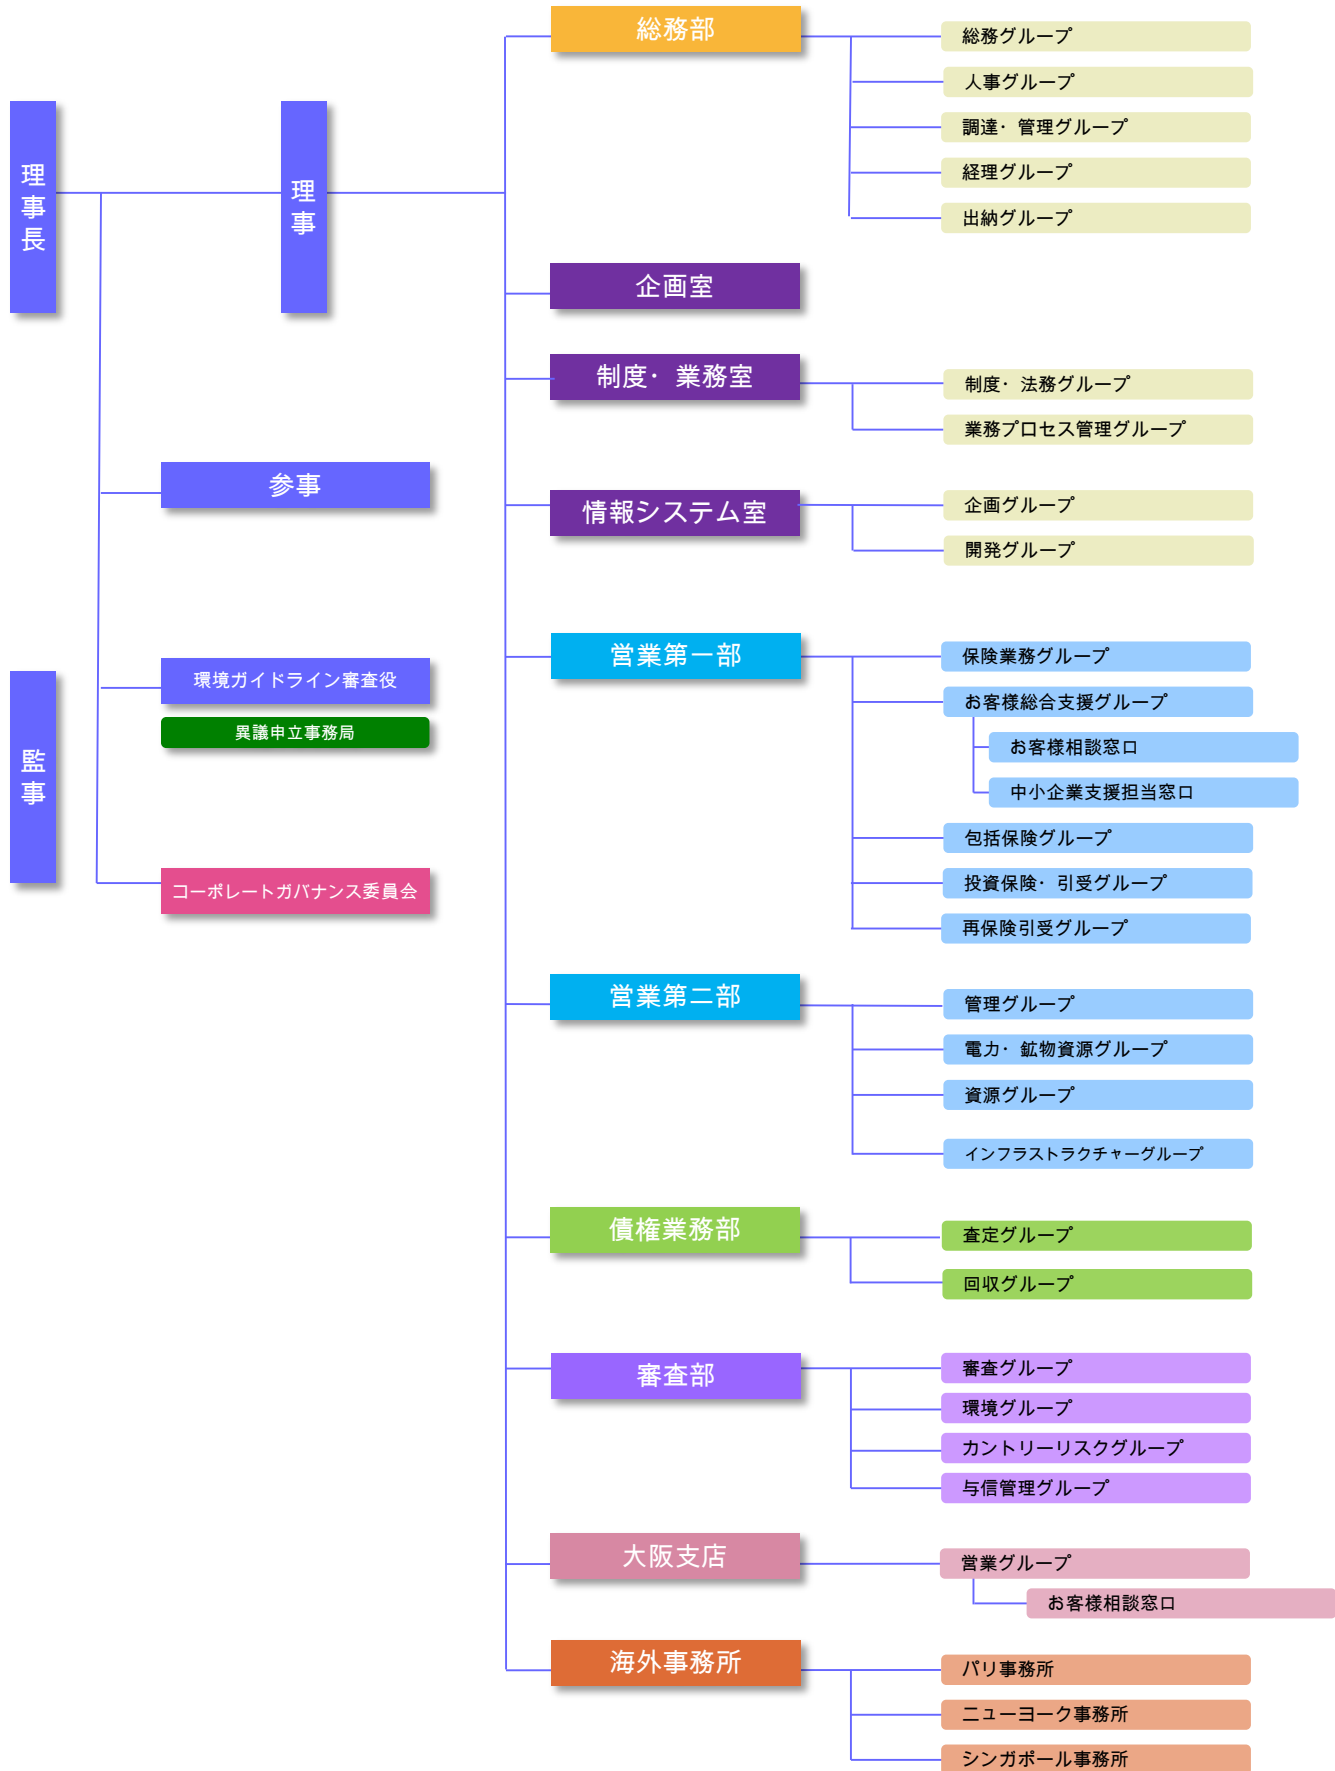 理事長
理事
監事
参事
環境ガイドライン審査役
異議申立事務局
コーポレートガバナンス委員会
総務部
総務グループ
人事グループ
調達・管理グループ
経理グループ
出納グループ
企画室
制度・業務室
制度・法務グループ
業務プロセス管理グループ
情報システム室
企画グループ
開発グループ
営業第一部
保険業務グループ
お客様総合支援グループ
お客様相談窓口
中小企業支援担当窓口
包括保険グループ
投資保険・引受グループ
再保険引受グループ
営業第二部
管理グループ
電力・鉱物資源グループ
資源グループ
インフラストラクチャーグループ
債権業務部
査定グループ
回収グループ
審査部
審査グループ
環境グループ
カントリーリスクグループ
与信管理グループ
大阪支店
営業グループ
お客様相談窓口
海外事務所
パリ事務所
ニューヨーク事務所
シンガポール事務所